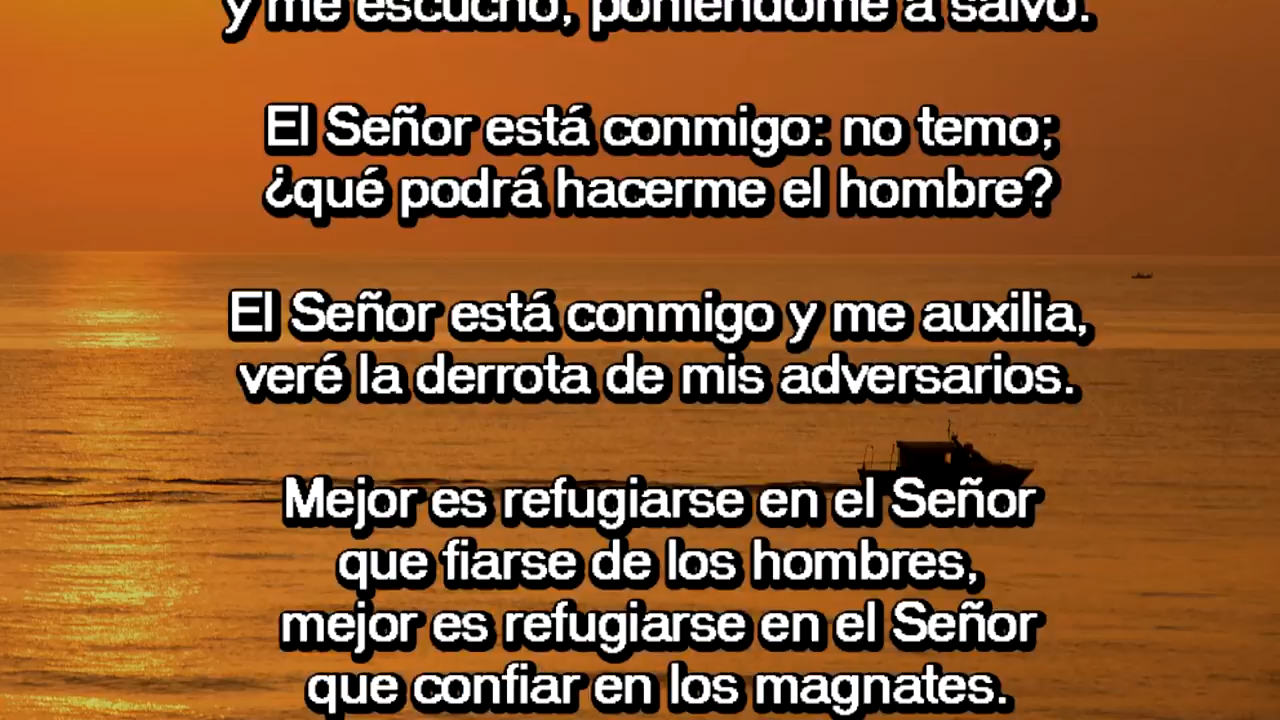 y me escuchó, poniéndome a salvo.
El Señor está conmigo: no temo;
¿qué podrá hacerme el hombre?
El Señor está conmigo y me auxilia,
veré la derrota de mis adversarios.
Mejor es refugiarse en el Señor
que fiarse de los hombres,
mejor es refugiarse en el Señor
que confiar en los magnates.